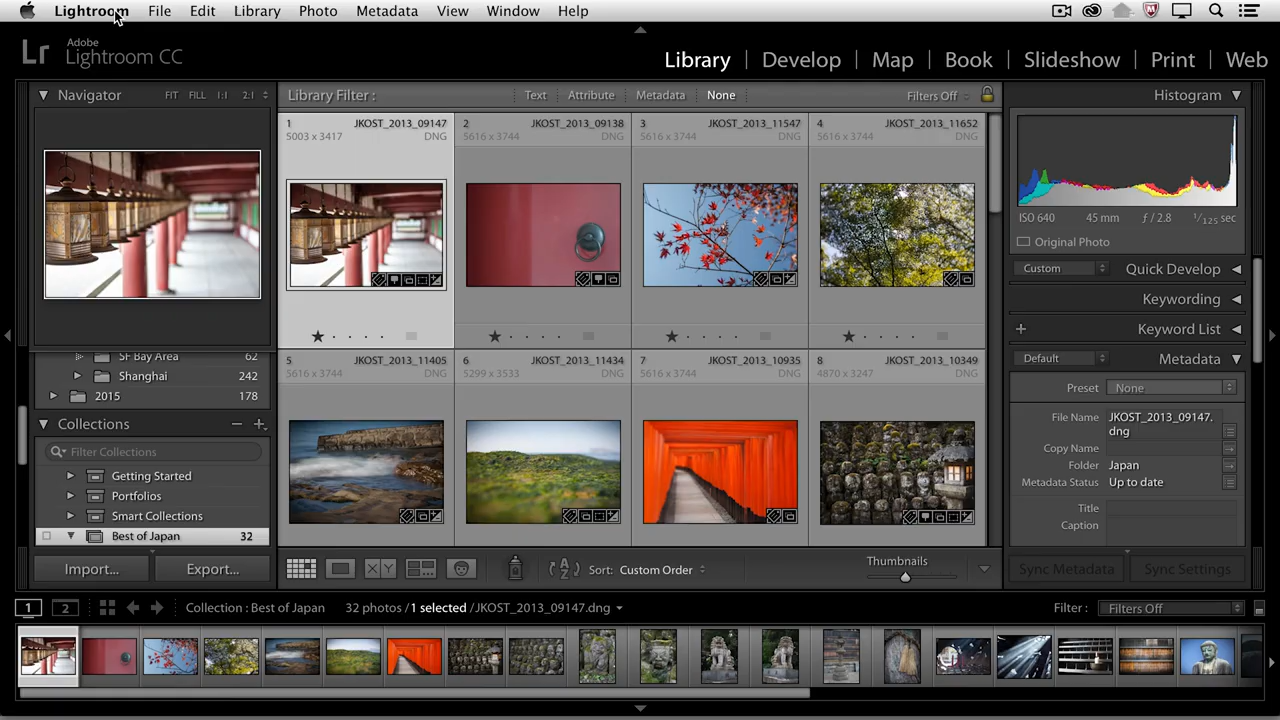 Lightroom File Edit Library Photo Metadata View Window Help
Lr Adobe Lightroom CC
Library | Develop | Map | Book | Slideshow | Print | Web
Navigator FIT FILL 1:1 2:1
Library Filter : Text Attribute Metadata None Filters Off
Histogram
1 JKOST_2013_09147 2 JKOST_2013_09138 3 JKOST_2013_11547 4 JKOST_2013_11652
5003 x 3417 DNG 5616 x 3744 DNG 5616 x 3744 DNG 5616 x 3744 DNG
ISO 640 45 mm ƒ / 2.8 1/125 sec
Original Photo
Custom Quick Develop
Keywording
Keyword List
Default Metadata
SF Bay Area 62
Shanghai 242
2015 178
5 JKOST_2013_11405 6 JKOST_2013_11434 7 JKOST_2013_10935 8 JKOST_2013_10349
5616 x 3744 DNG 5299 x 3533 DNG 5616 x 3744 DNG 4870 x 3247 DNG
Preset None
File Name JKOST_2013_09147.
dng
Copy Name
Folder Japan
Metadata Status Up to date
Title
Caption
Collections
Filter Collections
Getting Started
Portfolios
Smart Collections
Best of Japan 32
Import... Export...
XY Sort: Custom Order Thumbnails
Sync Metadata Sync Settings
1 2 Collection : Best of Japan 32 photos / 1 selected / JKOST_2013_09147.dng Filter : Filters Off